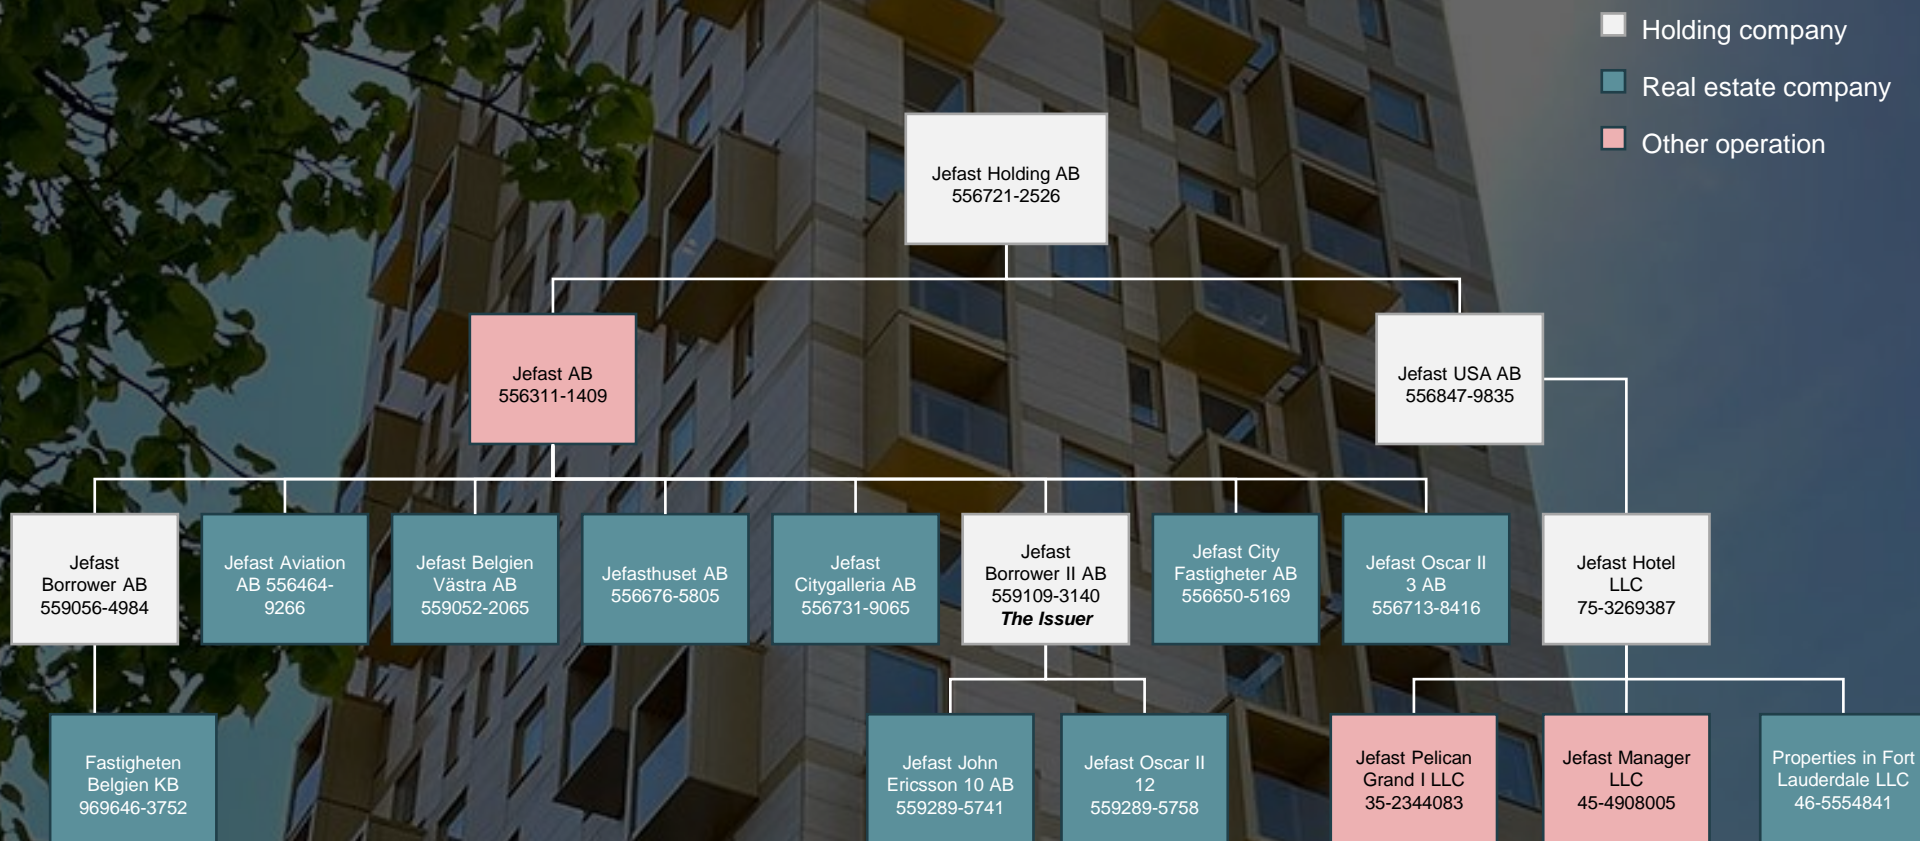 Holding company
Real estate company
Other operation
Jefast Holding AB
556721-2526
Jefast AB
556311-1409
Jefast USA AB
556847-9835
Jefast
Borrower AB
559056-4984
Jefast Aviation
AB 556464-
9266
Jefast Belgien
Västra AB
559052-2065
Jefasthuset AB
556676-5805
Jefast
Citygalleria AB
556731-9065
Jefast
Borrower II AB
559109-3140
The Issuer
Jefast City
Fastigheter AB
556650-5169
Jefast Oscar II
3 AB
556713-8416
Jefast Hotel
LLC
75-3269387
Fastigheten
Belgien KB
969646-3752
Jefast John
Ericsson 10 AB
559289-5741
Jefast Oscar II
12
559289-5758
Jefast Pelican
Grand I LLC
35-2344083
Jefast Manager
LLC
45-4908005
Properties in Fort
Lauderdale LLC
46-5554841